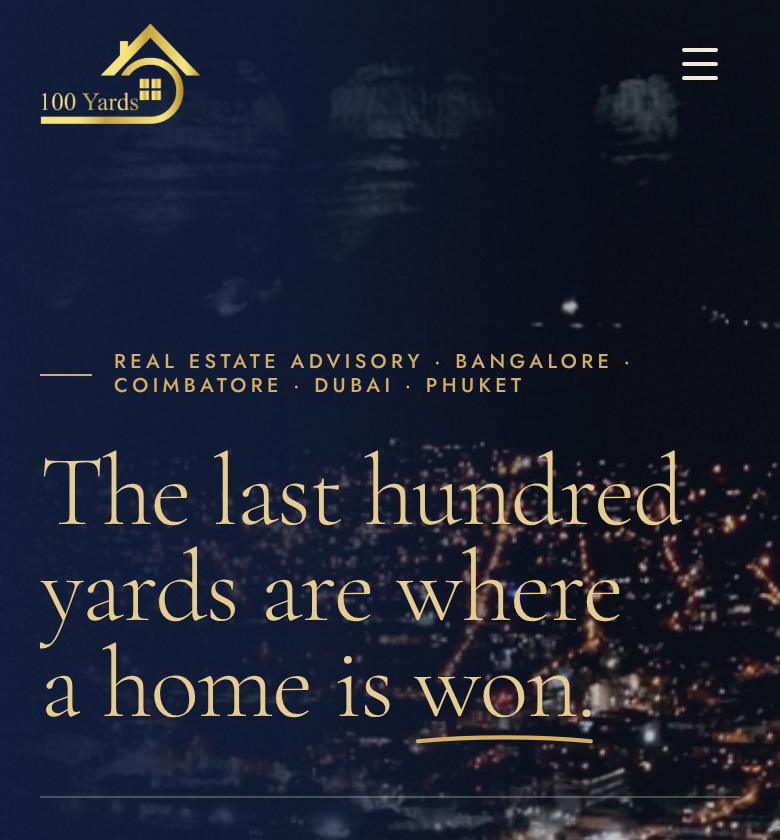 100 Yards
REAL ESTATE ADVISORY · BANGALORE ·
COIMBATORE · DUBAI · PHUKET
The last hundred
yards are where
a home is won.